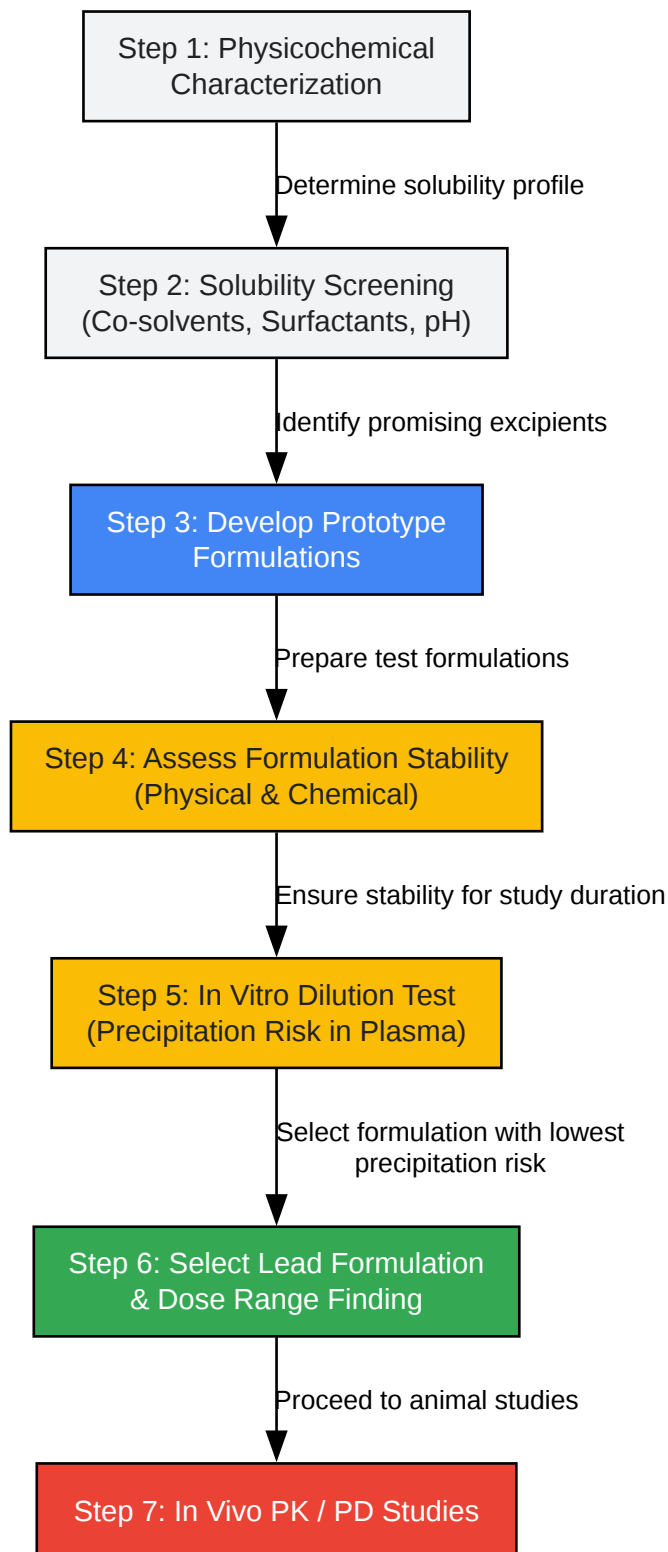 Step 1: Physicochemical
Characterization
Determine solubility profile
Step 2: Solubility Screening
(Co-solvents, Surfactants, pH)
Identify promising excipients
Step 3: Develop Prototype
Formulations
Prepare test formulations
Step 4: Assess Formulation Stability
(Physical & Chemical)
Ensure stability for study duration
Step 5: In Vitro Dilution Test
(Precipitation Risk in Plasma)
Select formulation with lowest
precipitation risk
Step 6: Select Lead Formulation
& Dose Range Finding
Proceed to animal studies
Step 7: In Vivo PK / PD Studies